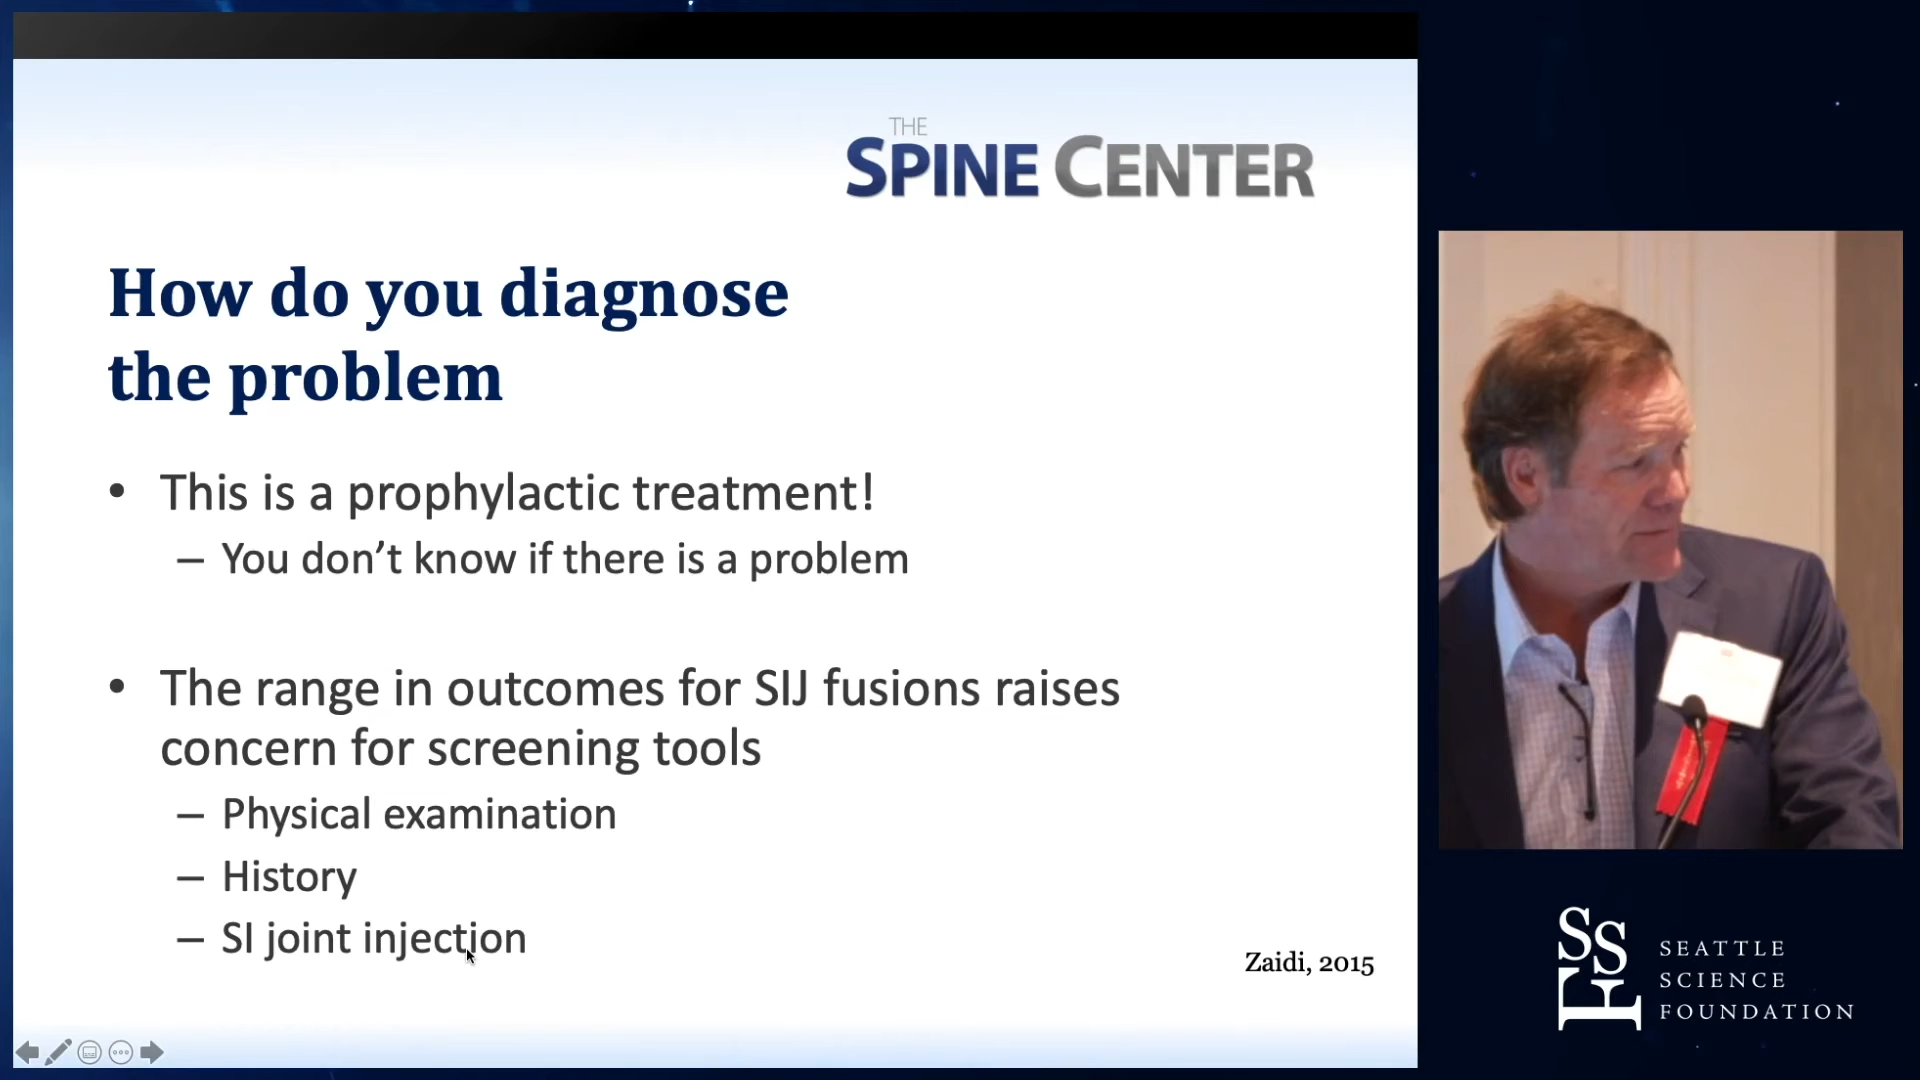 THE
SPINE CENTER
How do you diagnose
the problem
• This is a prophylactic treatment!
– You don’t know if there is a problem
• The range in outcomes for SIJ fusions raises
concern for screening tools
– Physical examination
– History
– SI joint injection
Zaidi, 2015
SSF
SEATTLE
SCIENCE
FOUNDATION